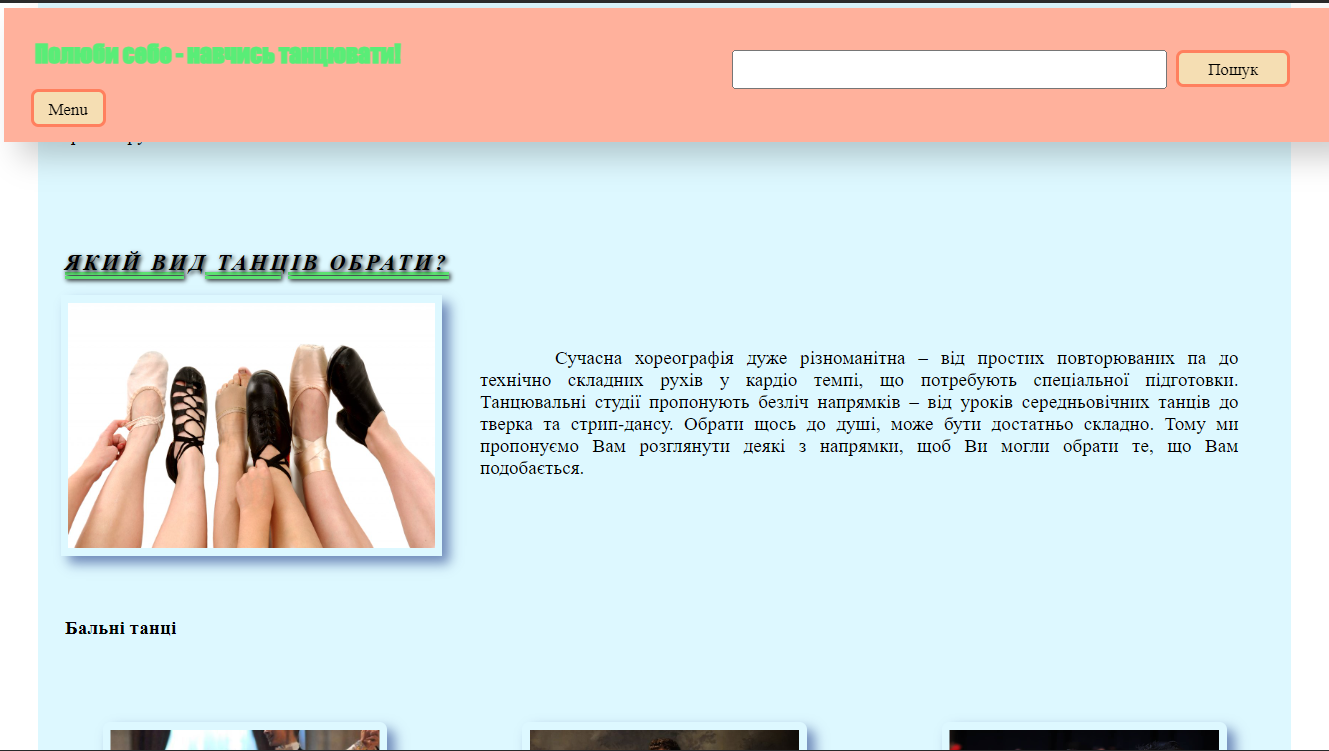 Полюби себе - навчись танцювати!
Пошук
Menu
ЯКИЙ ВИД ТАНЦІВ ОБРАТИ?
Сучасна хореографія дуже різноманітна – від простих повторюваних па до
технічно складних рухів у кардіо темпі, що потребують спеціальної підготовки.
Танцювальні студії пропонують безліч напрямків – від уроків середньовічних танців до
тверка та стрип-дансу. Обрати щось до душі, може бути достатньо складно. Тому ми
пропонуємо Вам розглянути деякі з напрямки, щоб Ви могли обрати те, що Вам
подобається.
Бальні танці